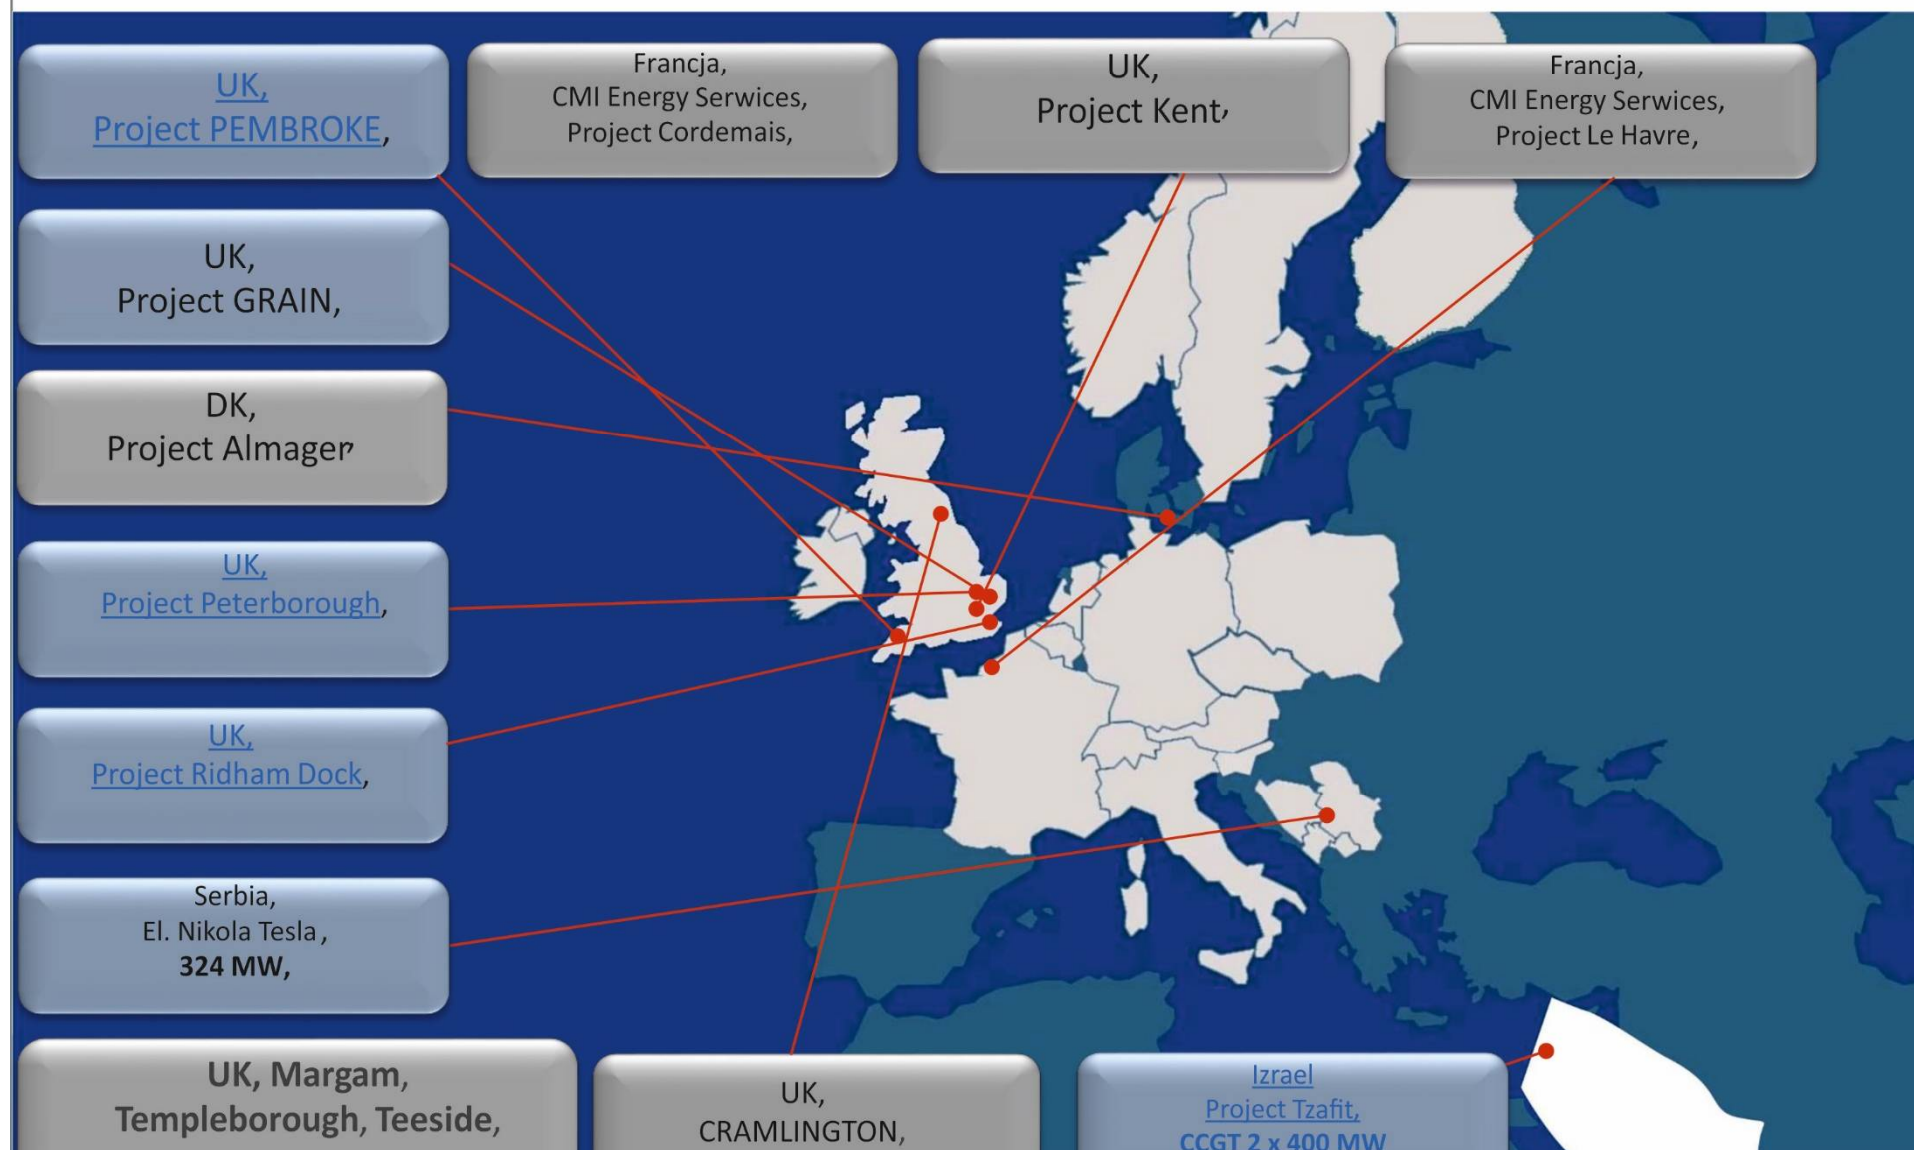 UK,
Project PEMBROKE,
Francja,
CMI Energy Serwices,
Project Cordemais,
UK,
Project Kent,
Francja,
CMI Energy Serwices,
Project Le Havre,
UK,
Project GRAIN,
DK,
Project Almager,
UK,
Project Peterborough,
UK,
Project Ridham Dock,
Serbia,
El. Nikola Tesla,
324 MW,
UK, Margam,
Templeborough, Teeside,
UK,
CRAMLINGTON,
Izrael
Project Tzafit,
CCGT 2 x 400 MW